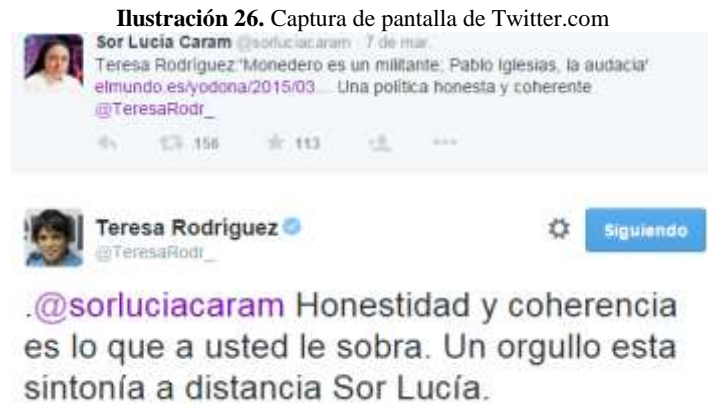 Ilustración 26. Captura de pantalla de Twitter.com
Sor Lucía Caram @sorluciacaram · 7 de mar.
Teresa Rodríguez:'Monedero es un militante; Pablo Iglesias, la audacia'
elmundo.es/yodona/2015/03... Una política honesta y coherente
@TeresaRodr_
156 113
Teresa Rodríguez
@TeresaRodr_
Siguiendo
.@sorluciacaram Honestidad y coherencia
es lo que a usted le sobra. Un orgullo esta
sintonía a distancia Sor Lucía.